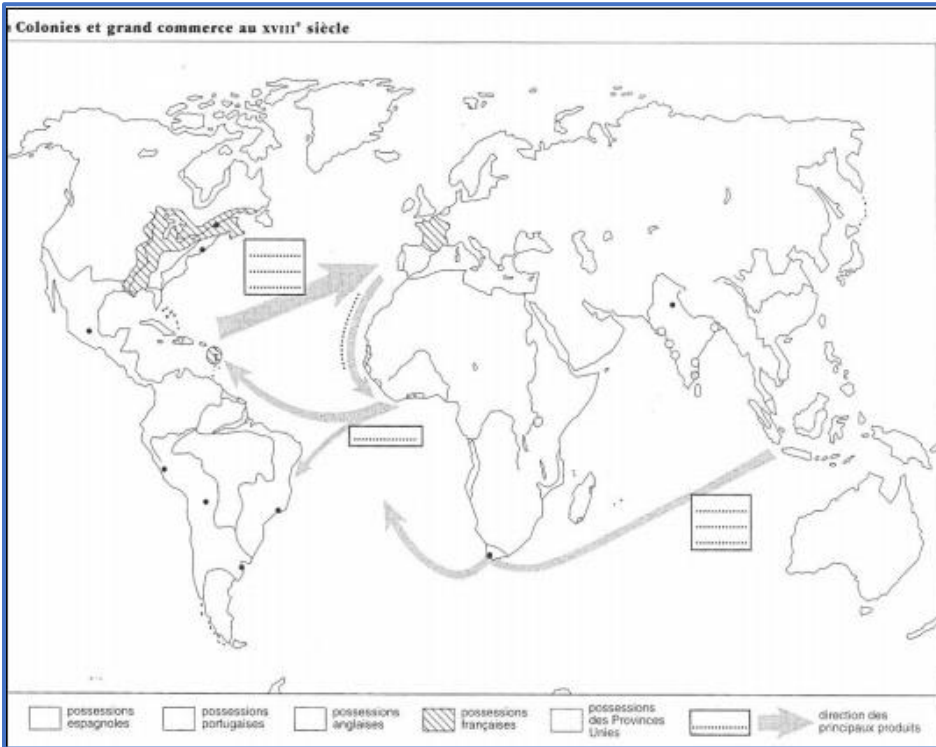 Colonies et grand commerce au XVIIIᵉ siècle
possessions
espagnoles
possessions
portugaises
possessions
anglaises
possessions
françaises
possessions
des Provinces
Unies
direction des
principaux produits